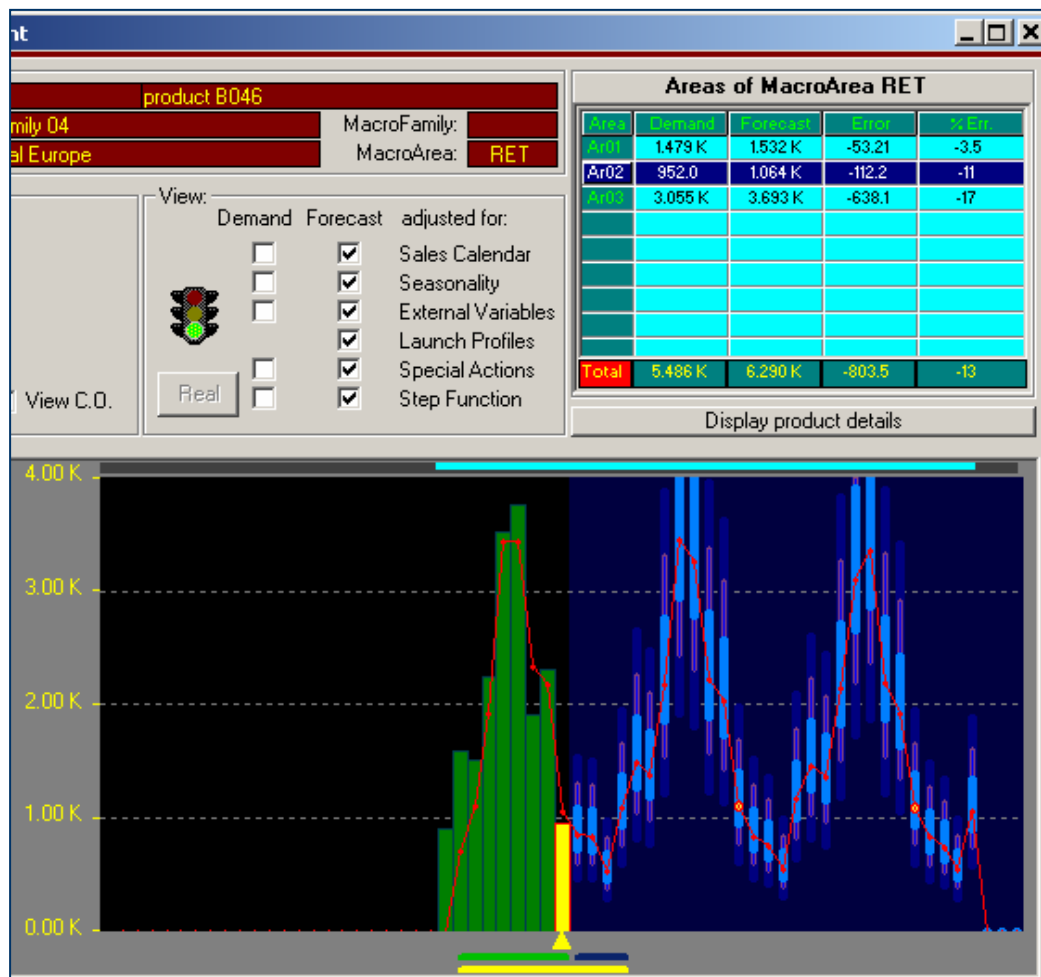 nt
product B046
mily 04
MacroFamily:
al Europe
MacroArea: RET
Areas of MacroArea RET
Area Demand Forecast Error % Err.
Ar01 1.479 K 1.532 K -53.21 -3.5
Ar02 952.0 1.064 K -112.2 -11
Ar03 3.055 K 3.693 K -638.1 -17
Total 5.486 K 6.290 K -803.5 -13
Display product details
View:
Demand Forecast adjusted for:
Sales Calendar
Seasonality
External Variables
Launch Profiles
Special Actions
Step Function
Real
View C.O.
4.00 K
3.00 K
2.00 K
1.00 K
0.00 K